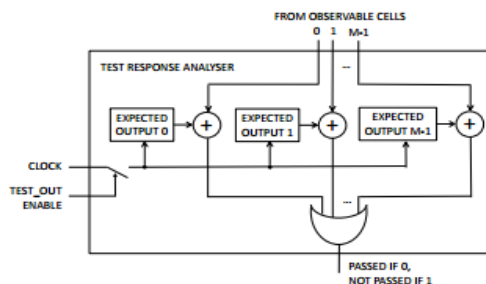 FROM OBSERVABLE CELLS
0 1 M-1
...
TEST RESPONSE ANALYSER
EXPECTED
OUTPUT 0
+
EXPECTED
OUTPUT 1
+
EXPECTED
OUTPUT M-1
+
CLOCK
TEST_OUT
ENABLE
...
PASSED IF 0,
NOT PASSED IF 1